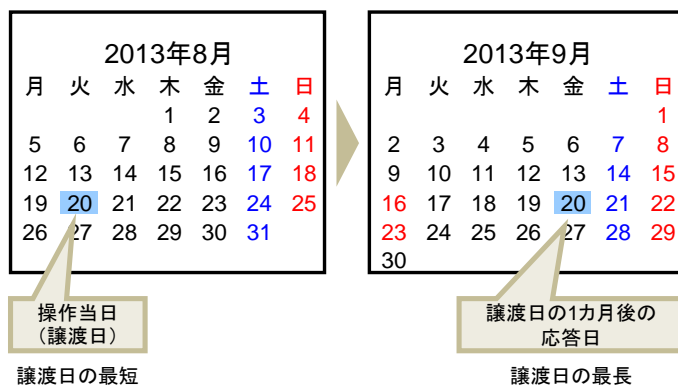 2013年8月
月 火 水 木 金 土 日
1 2 3 4
5 6 7 8 9 10 11
12 13 14 15 16 17 18
19 20 21 22 23 24 25
26 27 28 29 30 31
操作当日
（譲渡日）
譲渡日の最短
2013年9月
月 火 水 木 金 土 日
1
2 3 4 5 6 7 8
9 10 11 12 13 14 15
16 17 18 19 20 21 22
23 24 25 26 27 28 29
30
譲渡日の1カ月後の
応答日
譲渡日の最長